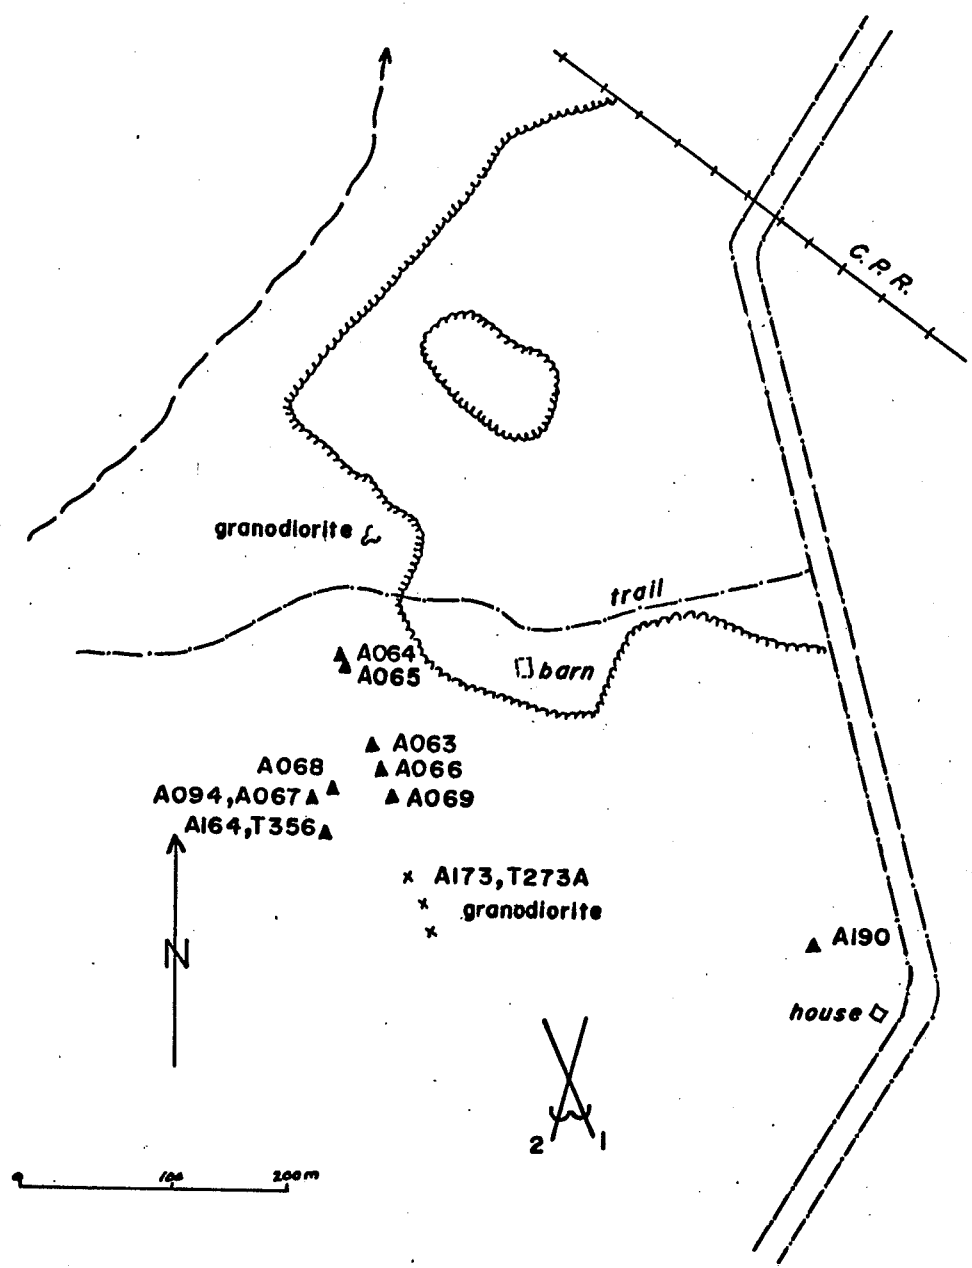 C.P.R.
granodiorite
trail
A064
A065
barn
A063
A068
A066
A094,A067
A069
A164,T356
A173,T273A
granodiorite
N
A190
house
2 1
0 100 200m